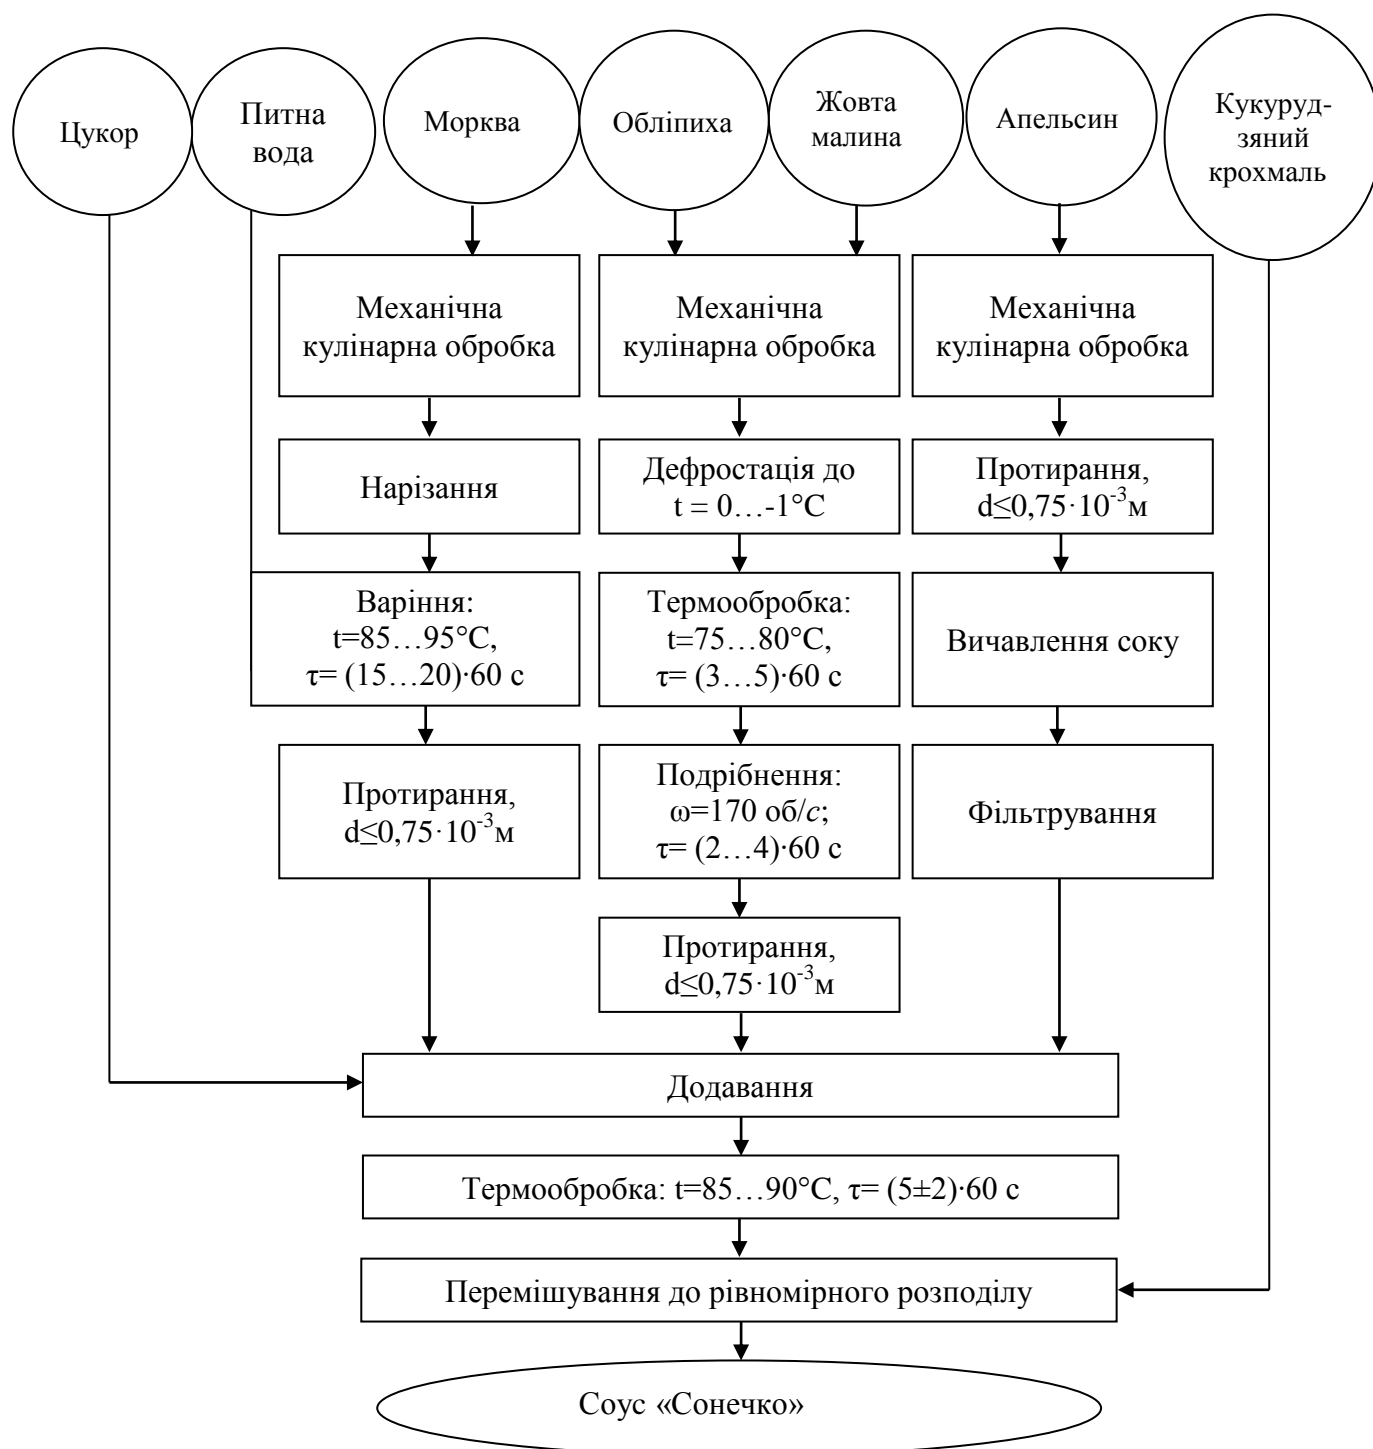 Цукор
Питна
вода
Морква
Обліпиха
Жовта
малина
Апельсин
Кукуруд-
зяний
крохмаль
Механічна
кулінарна обробка
Механічна
кулінарна обробка
Механічна
кулінарна обробка
Нарізання
Дефростація до
t = 0…-1°С
Протирання,
d≤0,75·10⁻³м
Варіння:
t=85…95°С,
τ= (15…20)·60 с
Термообробка:
t=75…80°С,
τ= (3…5)·60 с
Вичавлення соку
Протирання,
d≤0,75·10⁻³м
Подрібнення:
ω=170 об/с;
τ= (2…4)·60 с
Фільтрування
Протирання,
d≤0,75·10⁻³м
Додавання
Термообробка: t=85…90°С, τ= (5±2)·60 с
Перемішування до рівномірного розподілу
Соус «Сонечко»